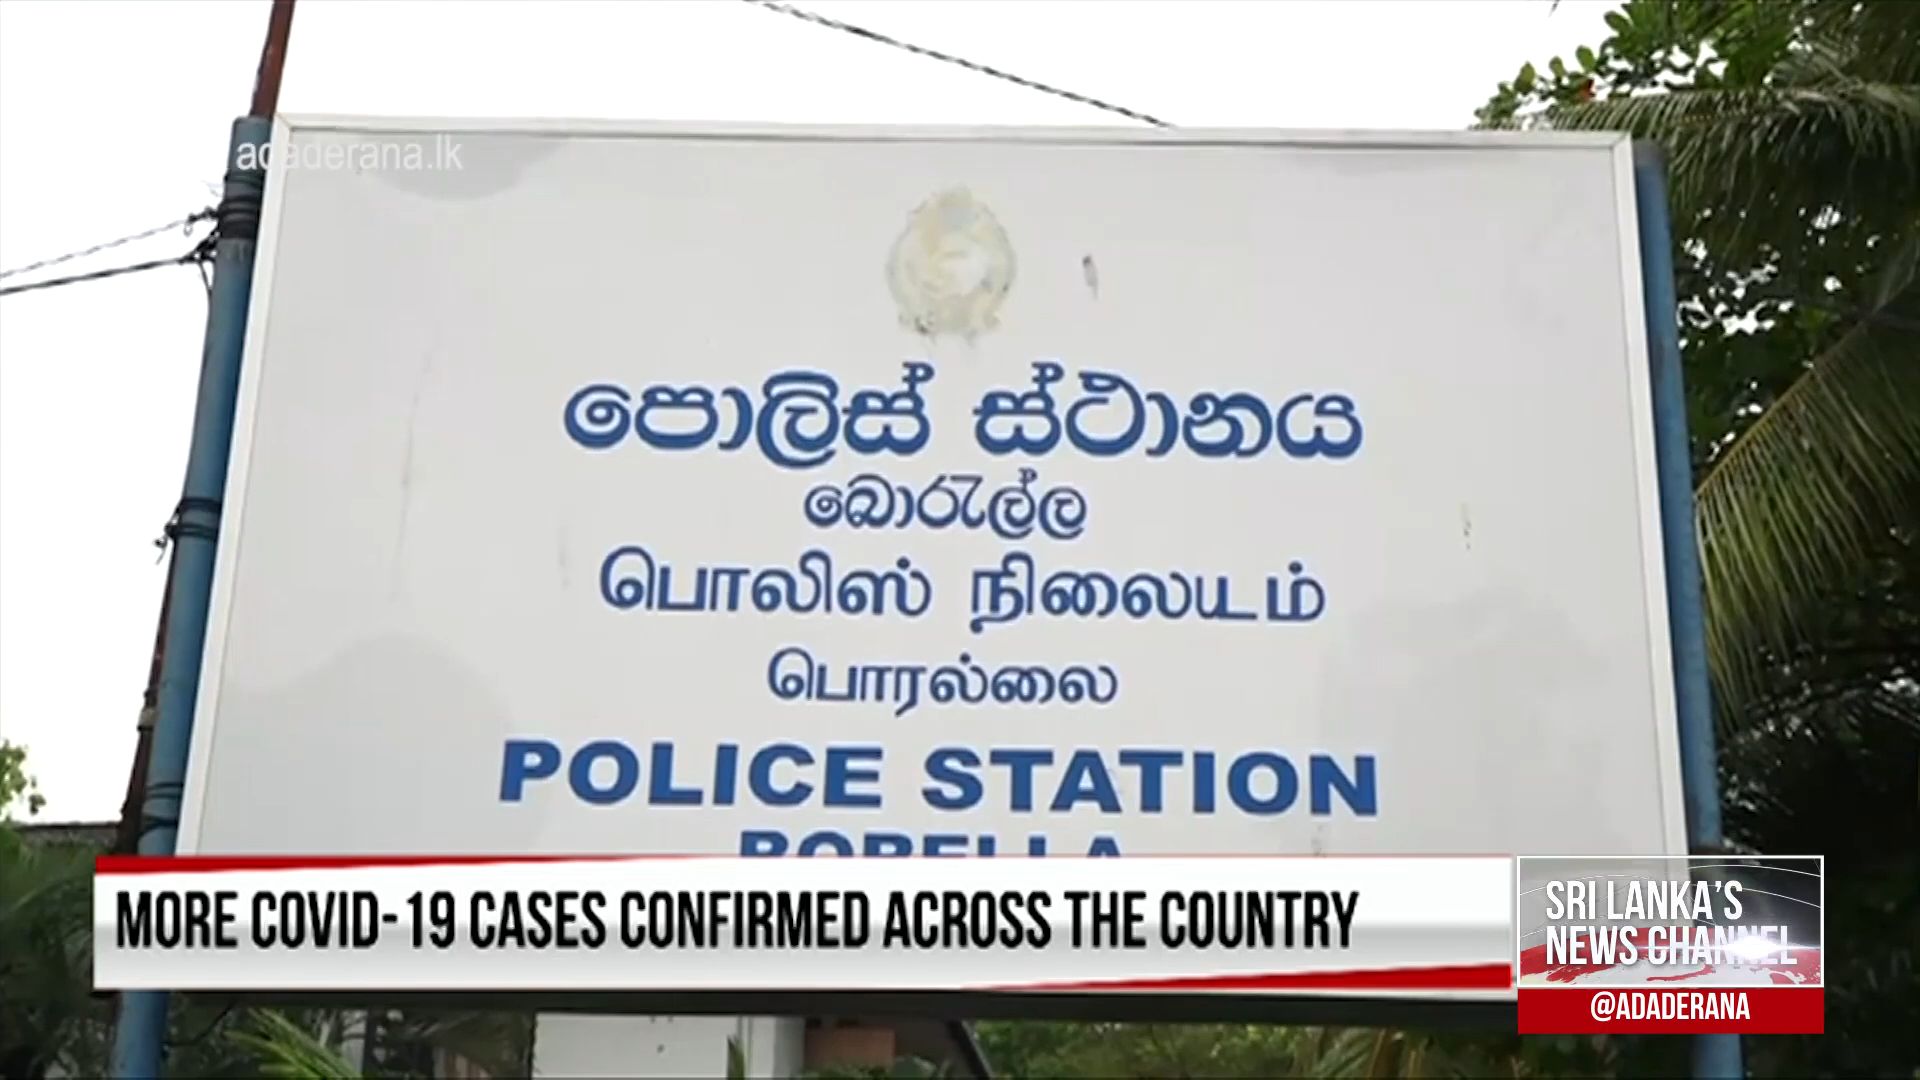 adaderana.lk
පොලිස් ස්ථානය
බොරැල්ල
பொலிஸ் நிலையம்
பொரல்லை
POLICE STATION
BORELLA
MORE COVID-19 CASES CONFIRMED ACROSS THE COUNTRY
SRI LANKA'S
NEWS CHANNEL
@ADADERANA